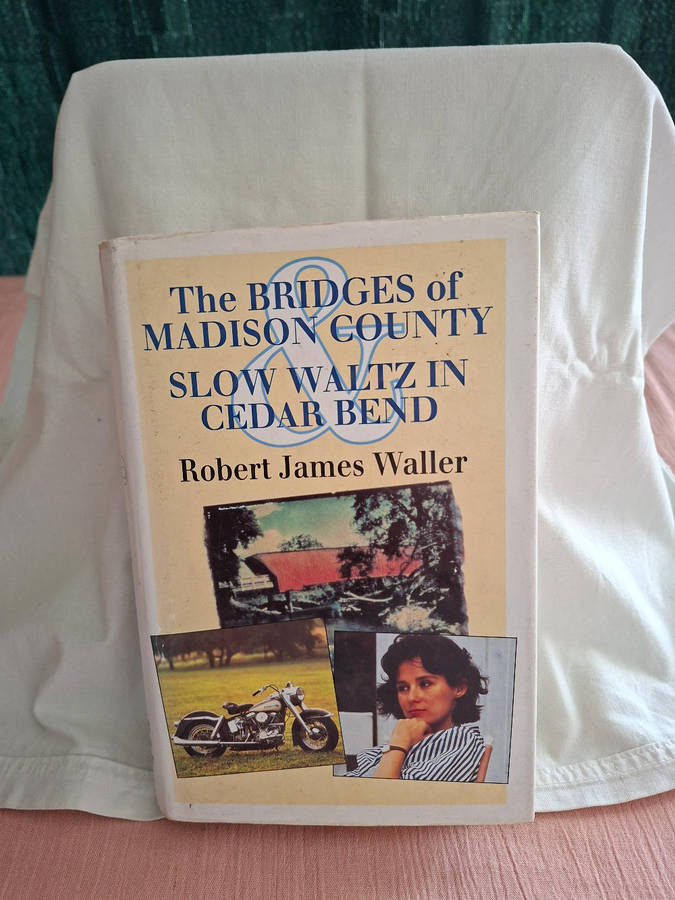 The BRIDGES of
MADISON COUNTY
&
SLOW WALTZ IN
CEDAR BEND
Robert James Waller